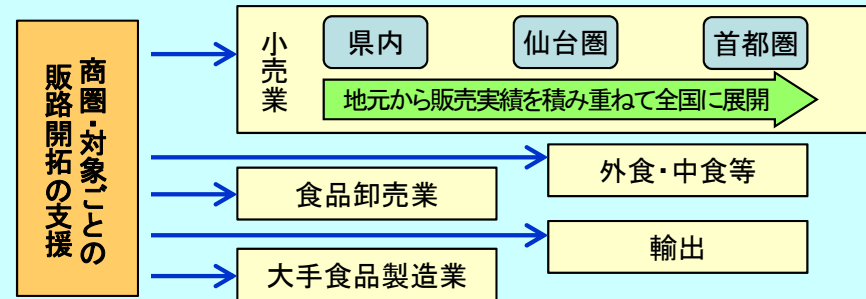 商圏・対象ごとの
販路開拓の支援
小売業
県内
仙台圏
首都圏
地元から販売実績を積み重ねて全国に展開
外食・中食等
食品卸売業
輸出
大手食品製造業